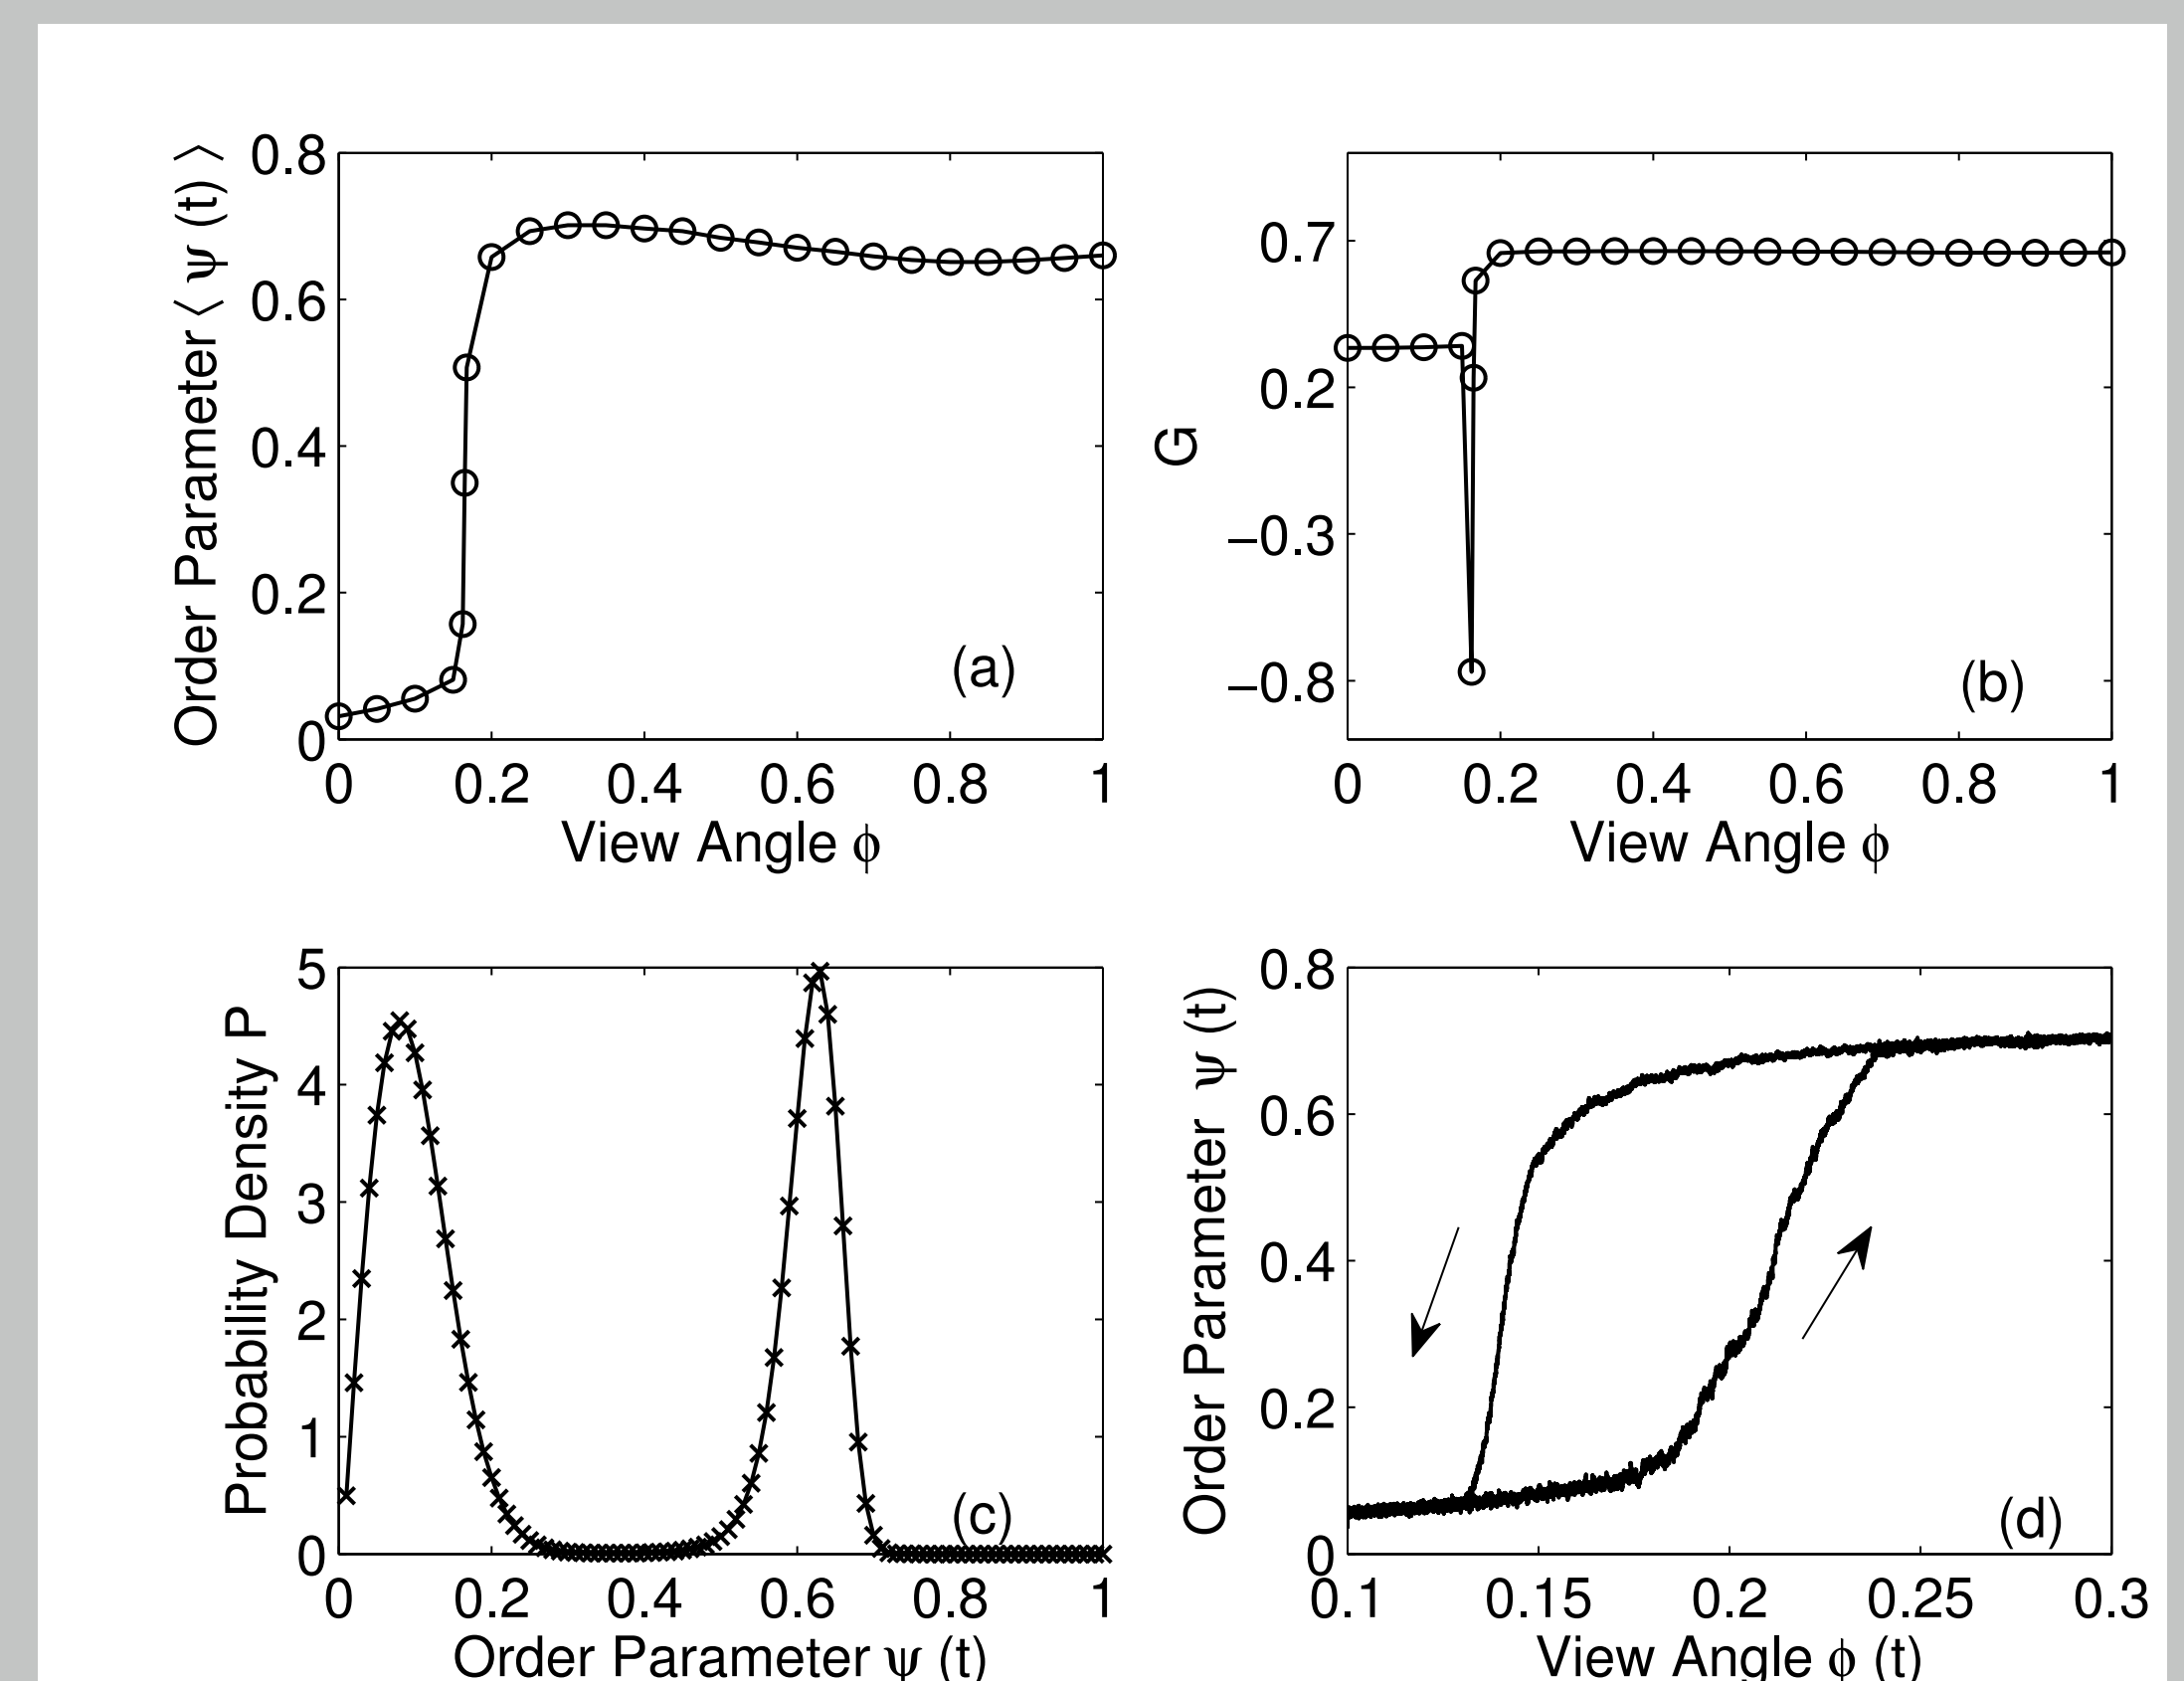 Order Parameter ⟨ ψ (t) ⟩
0.8
0.6
0.4
0.2
0
(a)
0 0.2 0.4 0.6 0.8 1
View Angle ϕ
G
0.7
0.2
−0.3
−0.8
(b)
0 0.2 0.4 0.6 0.8 1
View Angle ϕ
Probability Density P
5
4
3
2
1
0
(c)
0 0.2 0.4 0.6 0.8 1
Order Parameter ψ (t)
Order Parameter ψ (t)
0.8
0.6
0.4
0.2
0
(d)
0.1 0.15 0.2 0.25 0.3
View Angle ϕ (t)